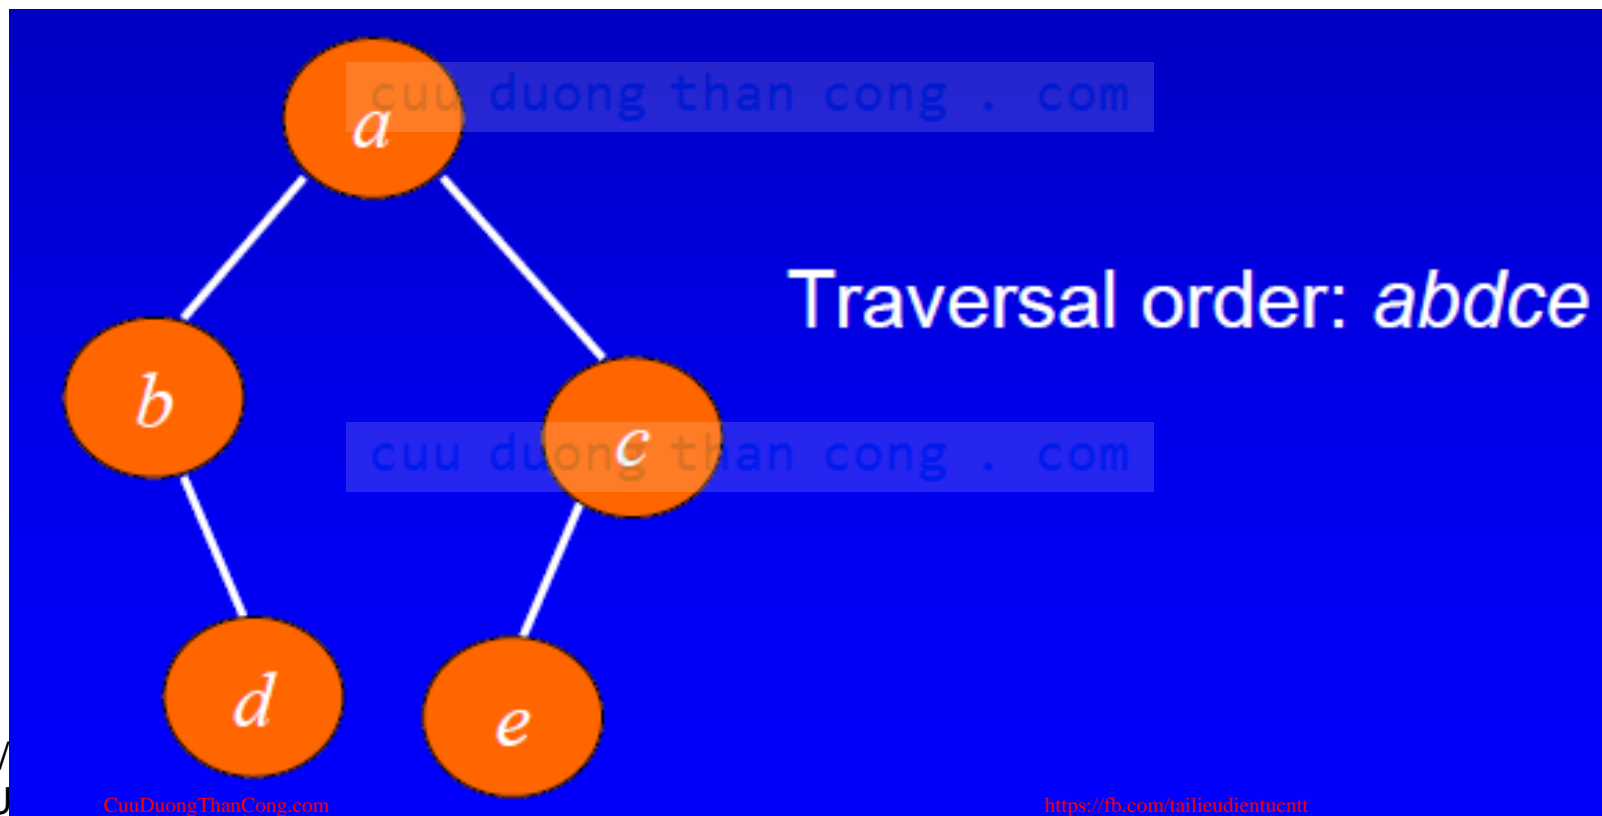 cuu duong than cong . com
a
Traversal order: abdce
b
cuu duong than cong . com
c
d
e
/
CuuDuongThanCong.com
https://fb.com/tailieudientucntt